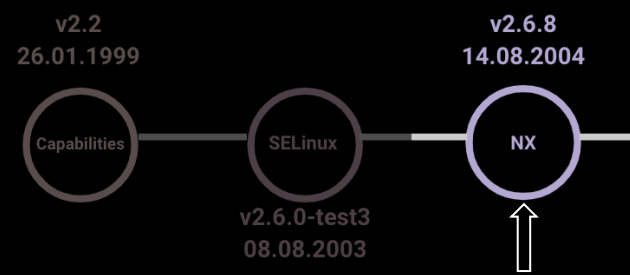 v2.2
26.01.1999
Capabilities
SELinux
v2.6.0-test3
08.08.2003
v2.6.8
14.08.2004
NX